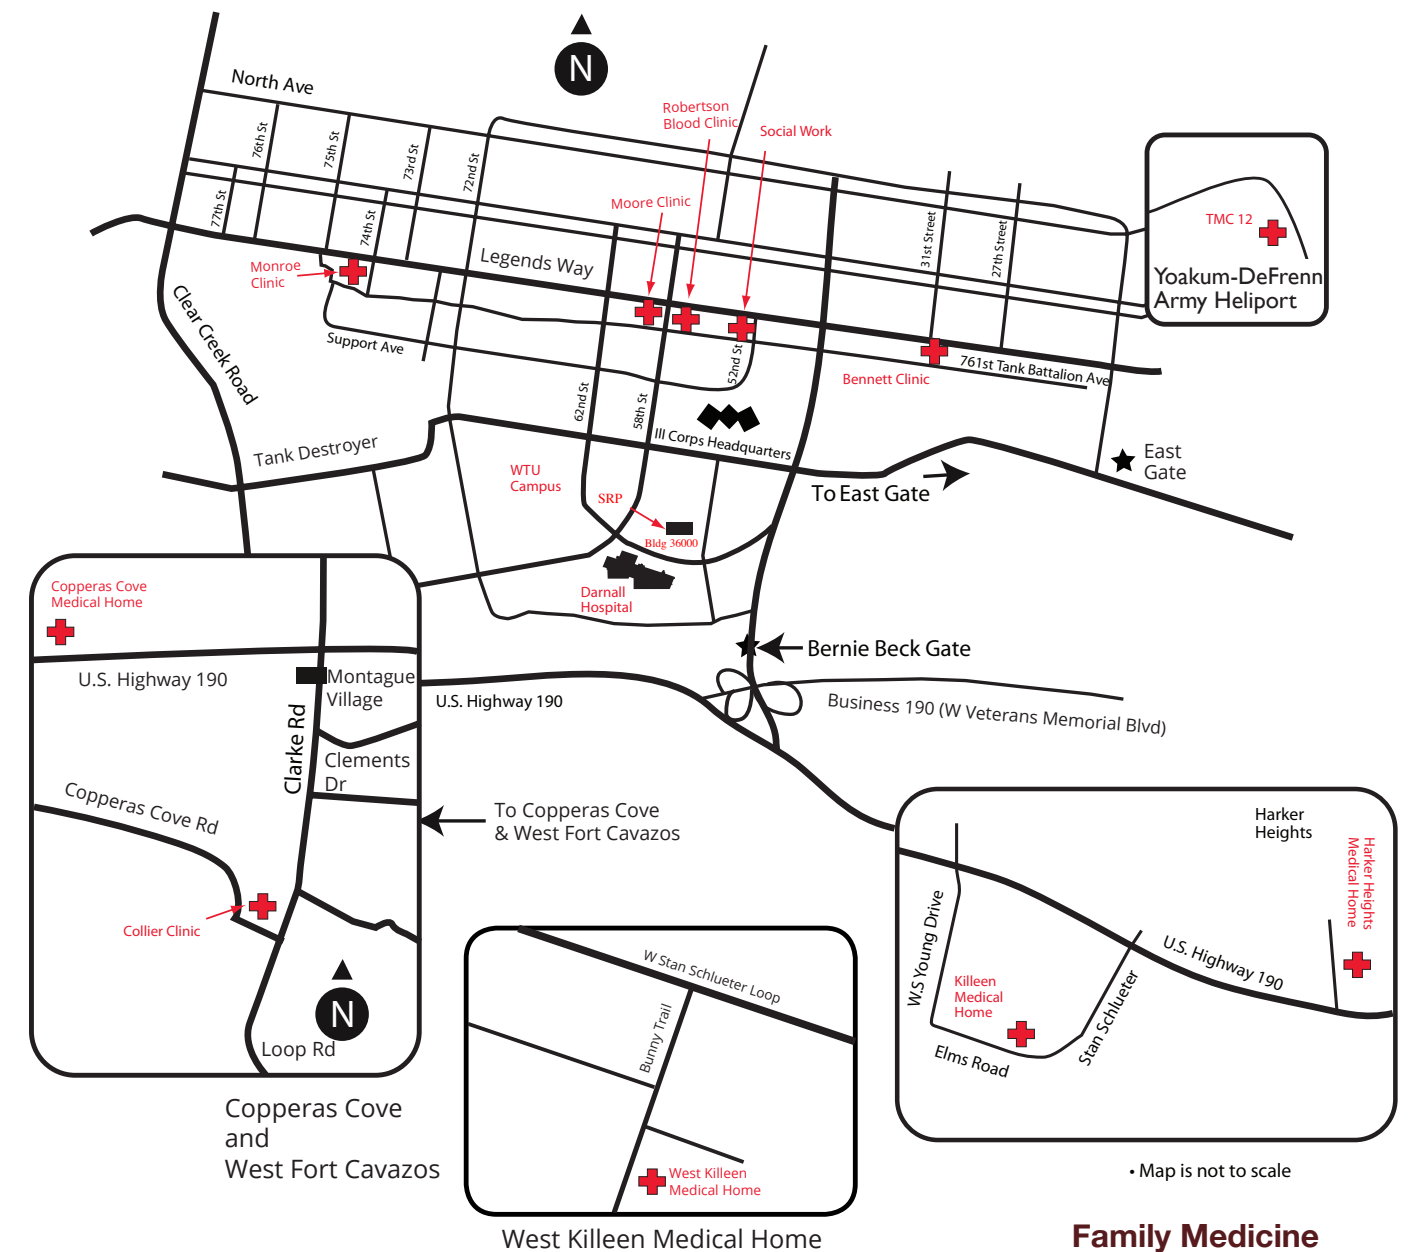 N
North Ave
76th St
75th St
73rd St
72nd St
77th St
74th St
Robertson
Blood Clinic
Social Work
Moore Clinic
Legends Way
Monroe
Clinic
31st Street
27th Street
TMC 12
Yoakum-DeFrenn
Army Heliport
Clear Creek Road
Support Ave
62nd St
58th St
52nd St
Bennett Clinic
761st Tank Battalion Ave
III Corps Headquarters
Tank Destroyer
East
Gate
To East Gate
WTU
Campus
SRP
Bldg 36000
Darnall
Hospital
Bernie Beck Gate
Business 190 (W Veterans Memorial Blvd)
U.S. Highway 190
Copperas Cove
Medical Home
U.S. Highway 190
Montague
Village
Clarke Rd
Clements
Dr
Copperas Cove Rd
To Copperas Cove
& West Fort Cavazos
Collier Clinic
N
Loop Rd
Copperas Cove
and
West Fort Cavazos
W Stan Schlueter Loop
Bunny Trail
West Killeen
Medical Home
West Killeen Medical Home
Harker
Heights
Harker Heights
Medical Home
W.S Young Drive
U.S. Highway 190
Killeen
Medical
Home
Stan Schlueter
Elms Road
• Map is not to scale
Family Medicine